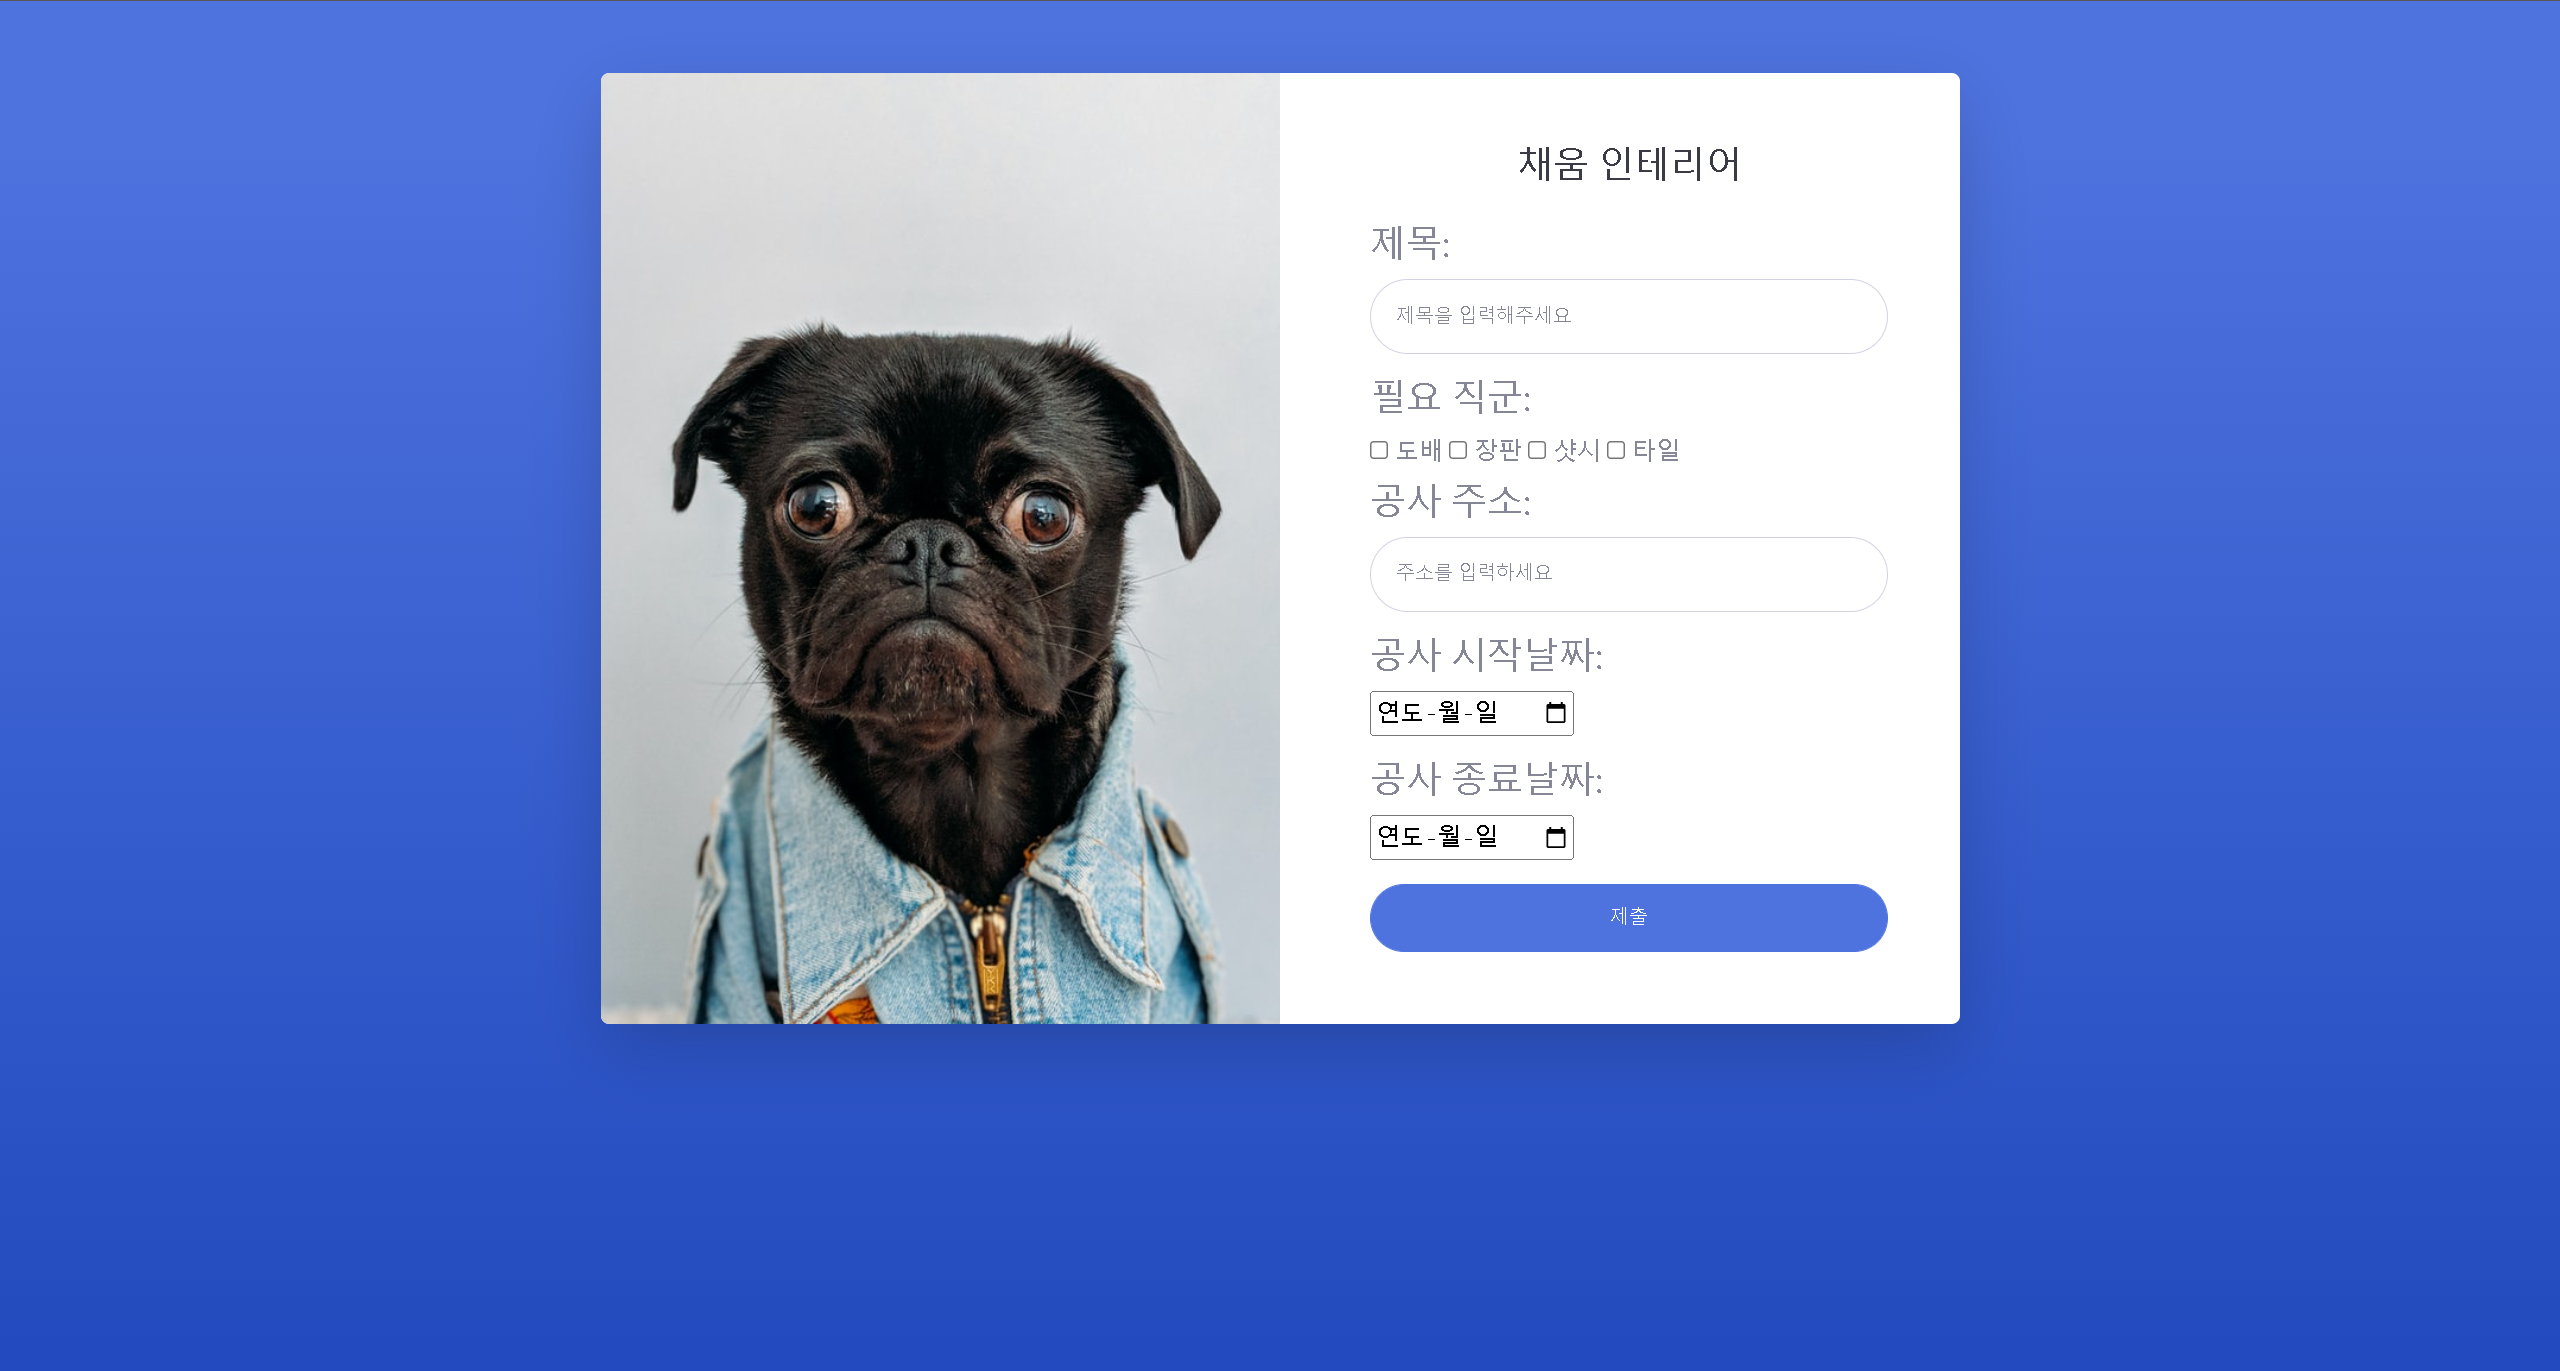 채움 인테리어
제목:
제목을 입력해주세요
필요 직군:
도배 장판 샷시 타일
공사 주소:
주소를 입력하세요
공사 시작날짜:
연도-월-일
공사 종료날짜:
연도-월-일
제출